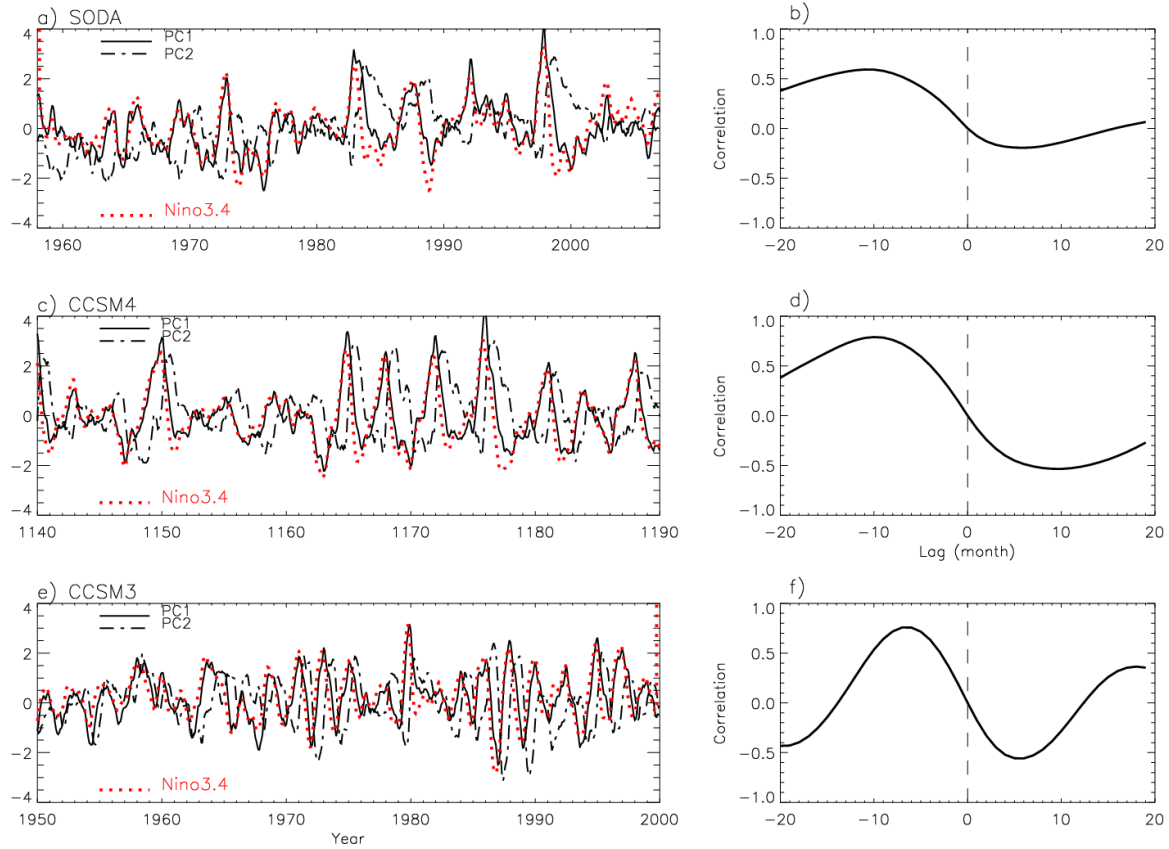 a) SODA
PC1
PC2
4
2
0
−2
−4
Nino3.4
1960 1970 1980 1990 2000
b)
1.0
0.5
0.0
−0.5
−1.0
Correlation
−20 −10 0 10 20
c) CCSM4
PC1
PC2
4
2
0
−2
−4
Nino3.4
1140 1150 1160 1170 1180 1190
d)
1.0
0.5
0.0
−0.5
−1.0
Correlation
−20 −10 0 10 20
Lag (month)
e) CCSM3
PC1
PC2
4
2
0
−2
−4
Nino3.4
1950 1960 1970 1980 1990 2000
Year
f)
1.0
0.5
0.0
−0.5
−1.0
Correlation
−20 −10 0 10 20